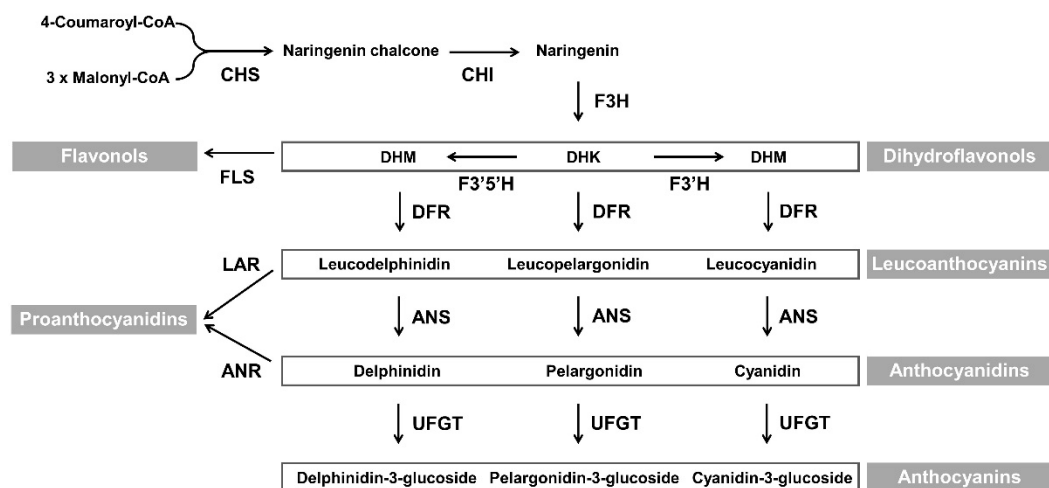 4-Coumaroyl-CoA
3 x Malonyl-CoA
CHS
Naringenin chalcone
CHI
Naringenin
F3H
Flavonols
FLS
DHM
DHK
DHM
Dihydroflavonols
F3'5'H
F3'H
DFR
DFR
DFR
LAR
Leucodelphinidin
Leucopelargonidin
Leucocyanidin
Leucoanthocyanins
Proanthocyanidins
ANS
ANS
ANS
ANR
Delphinidin
Pelargonidin
Cyanidin
Anthocyanidins
UFGT
UFGT
UFGT
Delphinidin-3-glucoside
Pelargonidin-3-glucoside
Cyanidin-3-glucoside
Anthocyanins